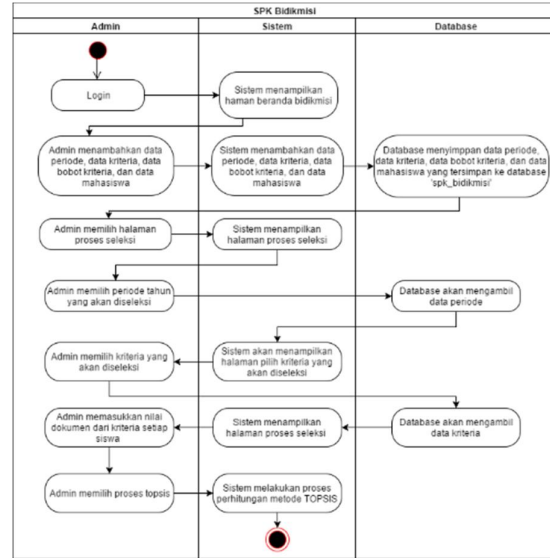 SPK Bidikmisi
Admin
Sistem
Database
Login
Sistem menampilkan
haman beranda bidikmisi
Admin menambahkan data
periode, data kriteria, data
bobot kriteria, dan data
mahasiswa
Sistem menambahkan data
periode, data kriteria, data
bobot kriteria, dan data
mahasiswa
Database menyimppan data periode,
data kriteria, data bobot kriteria, dan data
mahasiswa yang tersimpan ke database
'spk_bidikmisi'
Admin memilih halaman
proses seleksi
Sistem menampilkan
halaman proses seleksi
Admin memilih periode tahun
yang akan diseleksi
Database akan mengambil
data periode
Sistem akan menampilkan
halaman pilih kriteria yang
akan diseleksi
Admin memilih kriteria yang
akan diseleksi
Database akan mengambil
data kriteria
Sistem menampilkan
halaman proses seleksi
Admin memasukkan nilai
dokumen dari kriteria setiap
siswa
Admin memilih proses topsis
Sistem melakukan proses
perhitungan metode TOPSIS